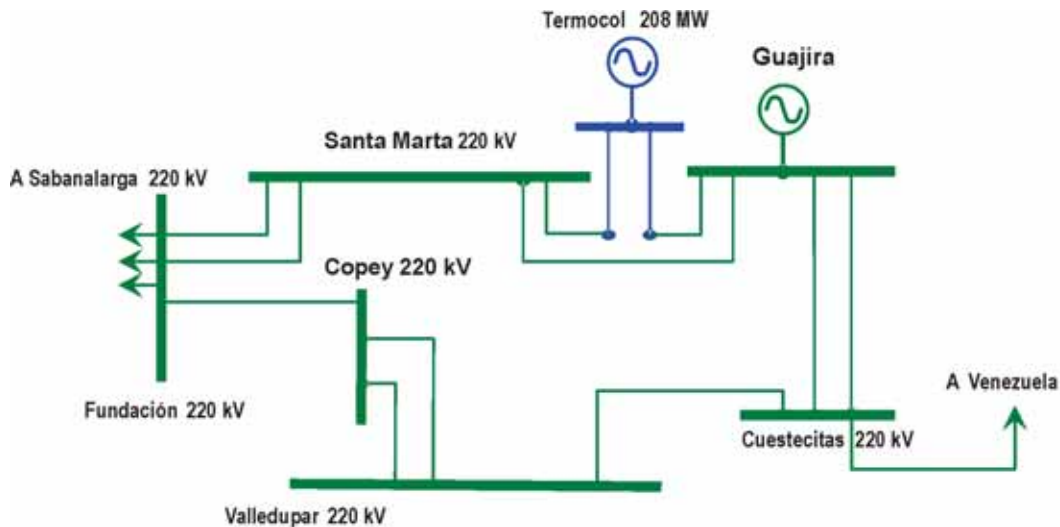 Termocol 208 MW
Guajira
Santa Marta 220 kV
A Sabanalarga 220 kV
Copey 220 kV
A Venezuela
Fundación 220 kV
Cuestecitas 220 kV
Valledupar 220 kV